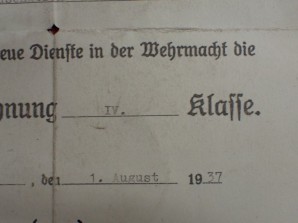 eue Dienste in der Wehrmacht die
nung IV. Klasse.
, den 1. August 1937